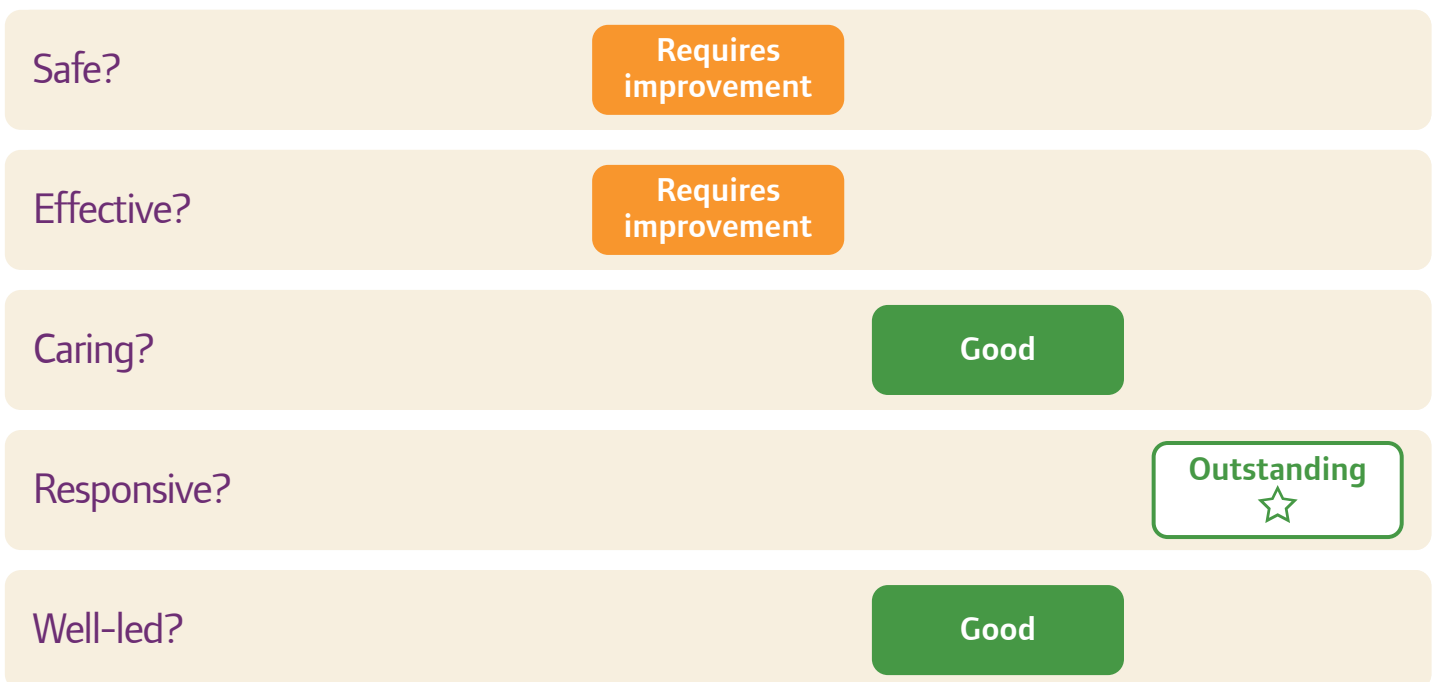 Safe?
Requires
improvement
Effective?
Requires
improvement
Caring?
Good
Responsive?
Outstanding
Well-led?
Good